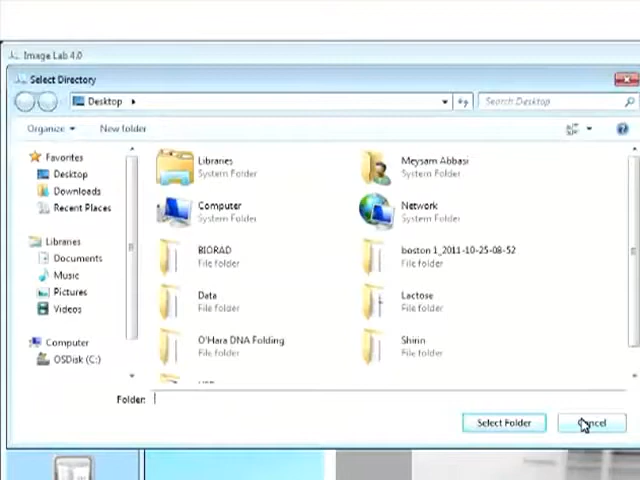 Image Lab 4.0
Select Directory
Desktop
Search Desktop
Organize
New folder
Favorites
Desktop
Downloads
Recent Places
Libraries
Documents
Music
Pictures
Videos
Computer
OSDisk (C:)
Libraries
System Folder
Meysam Abbasi
System Folder
Computer
System Folder
Network
System Folder
BIORAD
File folder
boston 1_2011-10-25-08-52
File folder
Data
File folder
Lactose
File folder
O'Hara DNA Folding
File folder
Shirin
File folder
Folder:
Select Folder
Cancel